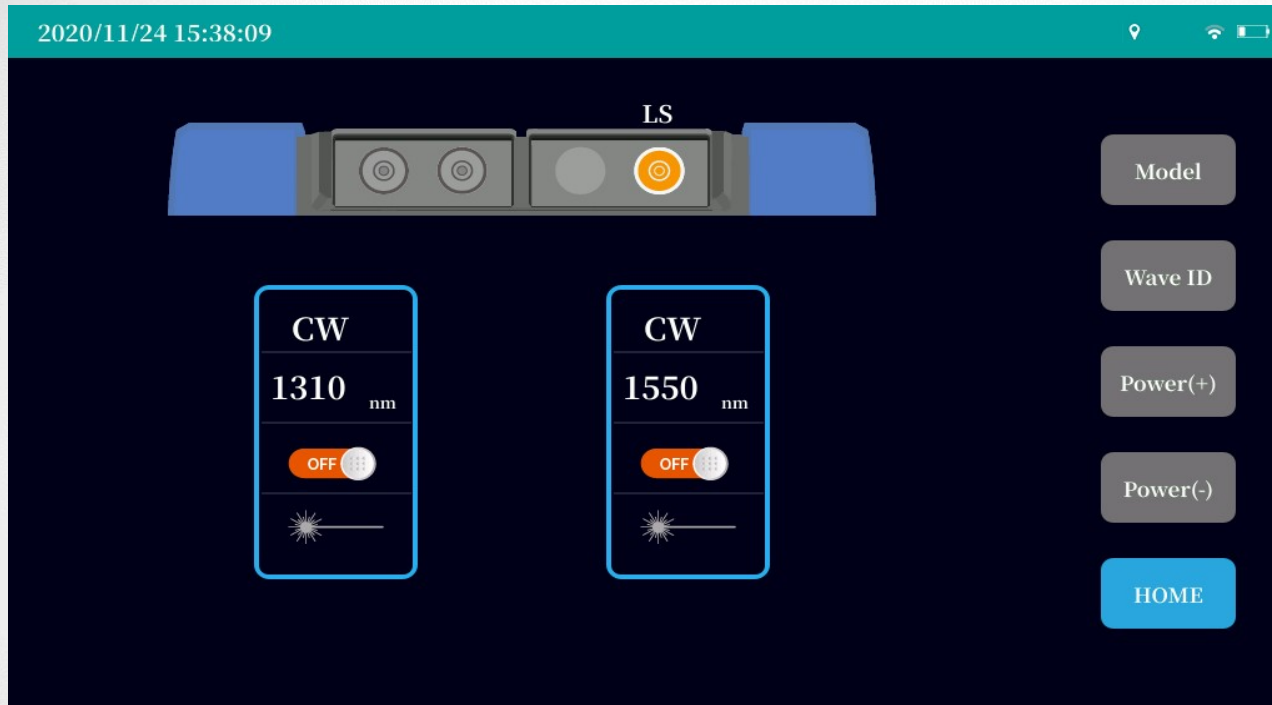 2020/11/24 15:38:09
LS
Model
Wave ID
Power(+)
Power(-)
HOME
CW
1310 nm
OFF
CW
1550 nm
OFF